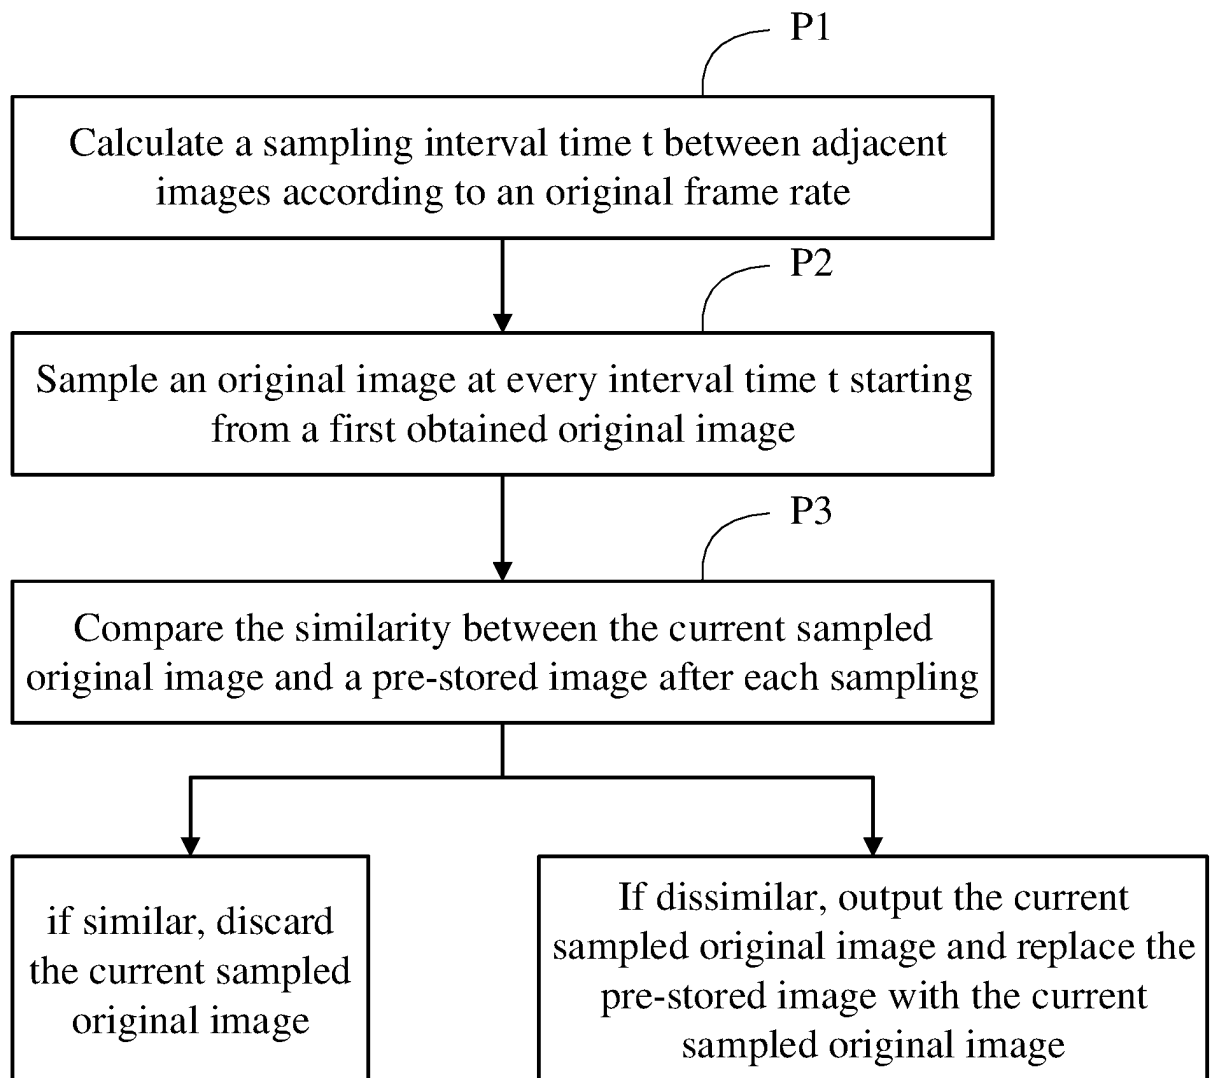 P1
Calculate a sampling interval time t between adjacent
images according to an original frame rate
P2
Sample an original image at every interval time t starting
from a first obtained original image
P3
Compare the similarity between the current sampled
original image and a pre-stored image after each sampling
if similar, discard
the current sampled
original image
If dissimilar, output the current
sampled original image and replace the
pre-stored image with the current
sampled original image